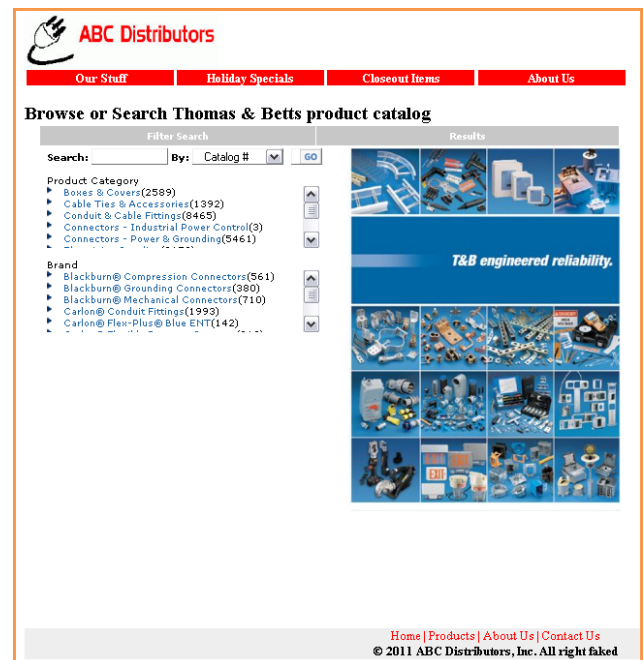 ABC Distributors
Our Stuff Holiday Specials Closeout Items About Us
Browse or Search Thomas & Betts product catalog
Filter Search Results
Search: By: Catalog # GO
Product Category
Boxes & Covers(2589)
Cable Ties & Accessories(1392)
Conduit & Cable Fittings(8465)
Connectors - Industrial Power Control(3)
Connectors - Power & Grounding(5461)
T&B engineered reliability.
Brand
Blackburn® Compression Connectors(561)
Blackburn® Grounding Connectors(380)
Blackburn® Mechanical Connectors(710)
Carlon® Conduit Fittings(1993)
Carlon® Flex-Plus® Blue ENT(142)
EXIT
Home | Products | About Us | Contact Us
© 2011 ABC Distributors, Inc. All right faked